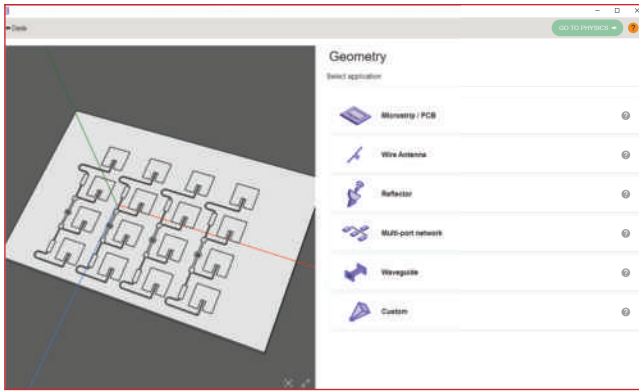 GO TO PHYSICS
?
Geometry
Select application
Microstrip / PCB
Wire Antenna
Reflector
Multi-port network
Waveguide
Custom